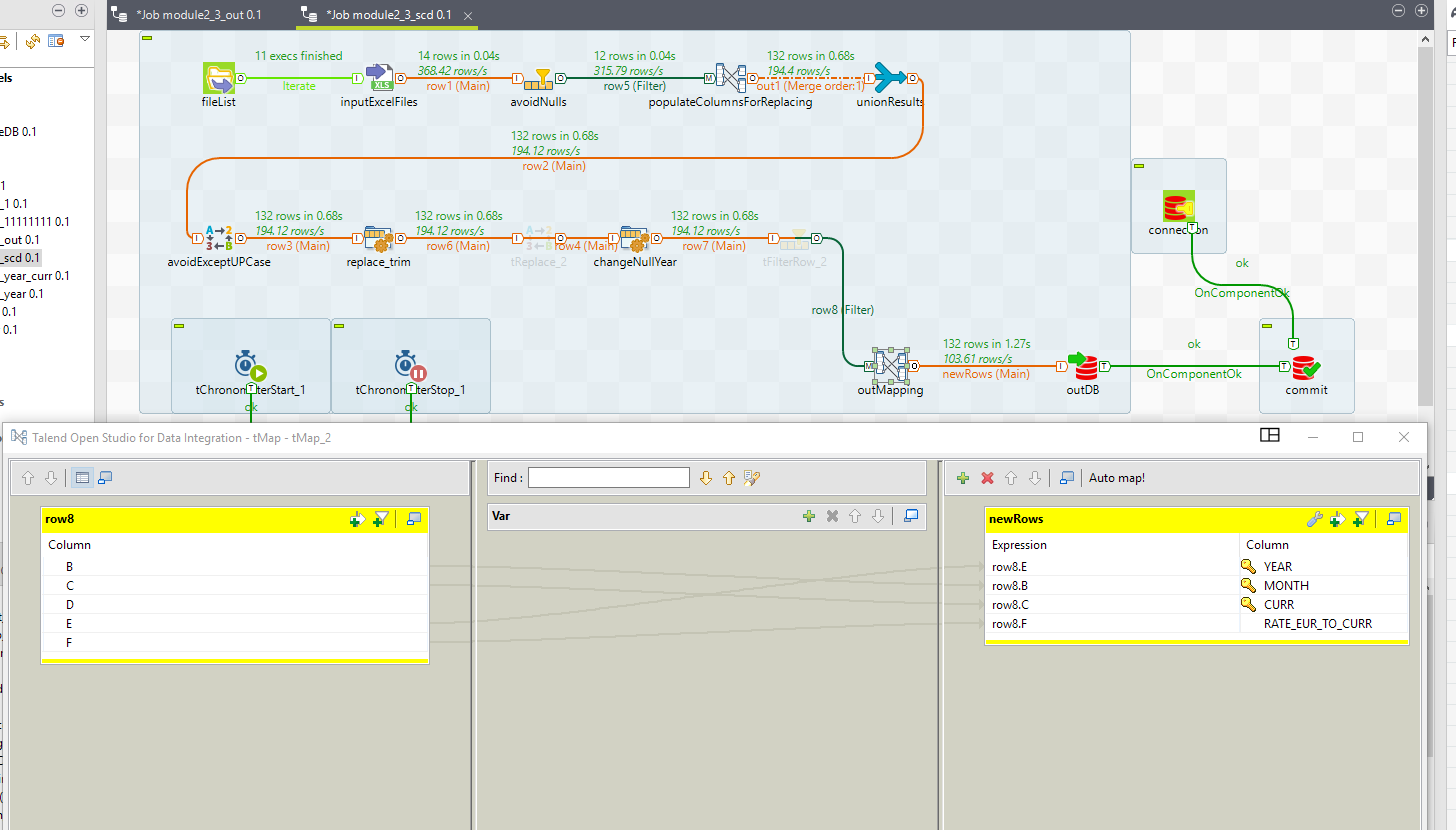 *Job module2_3_out 0.1
*Job module2_3_scd 0.1
els
eDB 0.1
1
_1 0.1
_11111111 0.1
_out 0.1
_scd 0.1
_year_curr 0.1
_year 0.1
0.1
0.1
11 execs finished
Iterate
fileList
inputExcelFiles
14 rows in 0.04s
368.42 rows/s
row1 (Main)
avoidNulls
12 rows in 0.04s
315.79 rows/s
row5 (Filter)
populateColumnsForReplacing
132 rows in 0.68s
194.4 rows/s
out1 (Merge order:1)
unionResults
132 rows in 0.68s
194.12 rows/s
row2 (Main)
avoidExceptUPCase
132 rows in 0.68s
194.12 rows/s
row3 (Main)
replace_trim
132 rows in 0.68s
194.12 rows/s
row6 (Main)
tReplace_2
row4 (Main)
changeNullYear
132 rows in 0.68s
194.12 rows/s
row7 (Main)
tFilterRow_2
row8 (Filter)
connection
ok
OnComponentOk
tChronometerStart_1
ok
tChronometerStop_1
ok
outMapping
132 rows in 1.27s
103.61 rows/s
newRows (Main)
outDB
ok
OnComponentOk
commit
Talend Open Studio for Data Integration - tMap - tMap_2
Find :
Auto map!
row8
Column
B
C
D
E
F
Var
newRows
Expression Column
row8.E YEAR
row8.B MONTH
row8.C CURR
row8.F RATE_EUR_TO_CURR